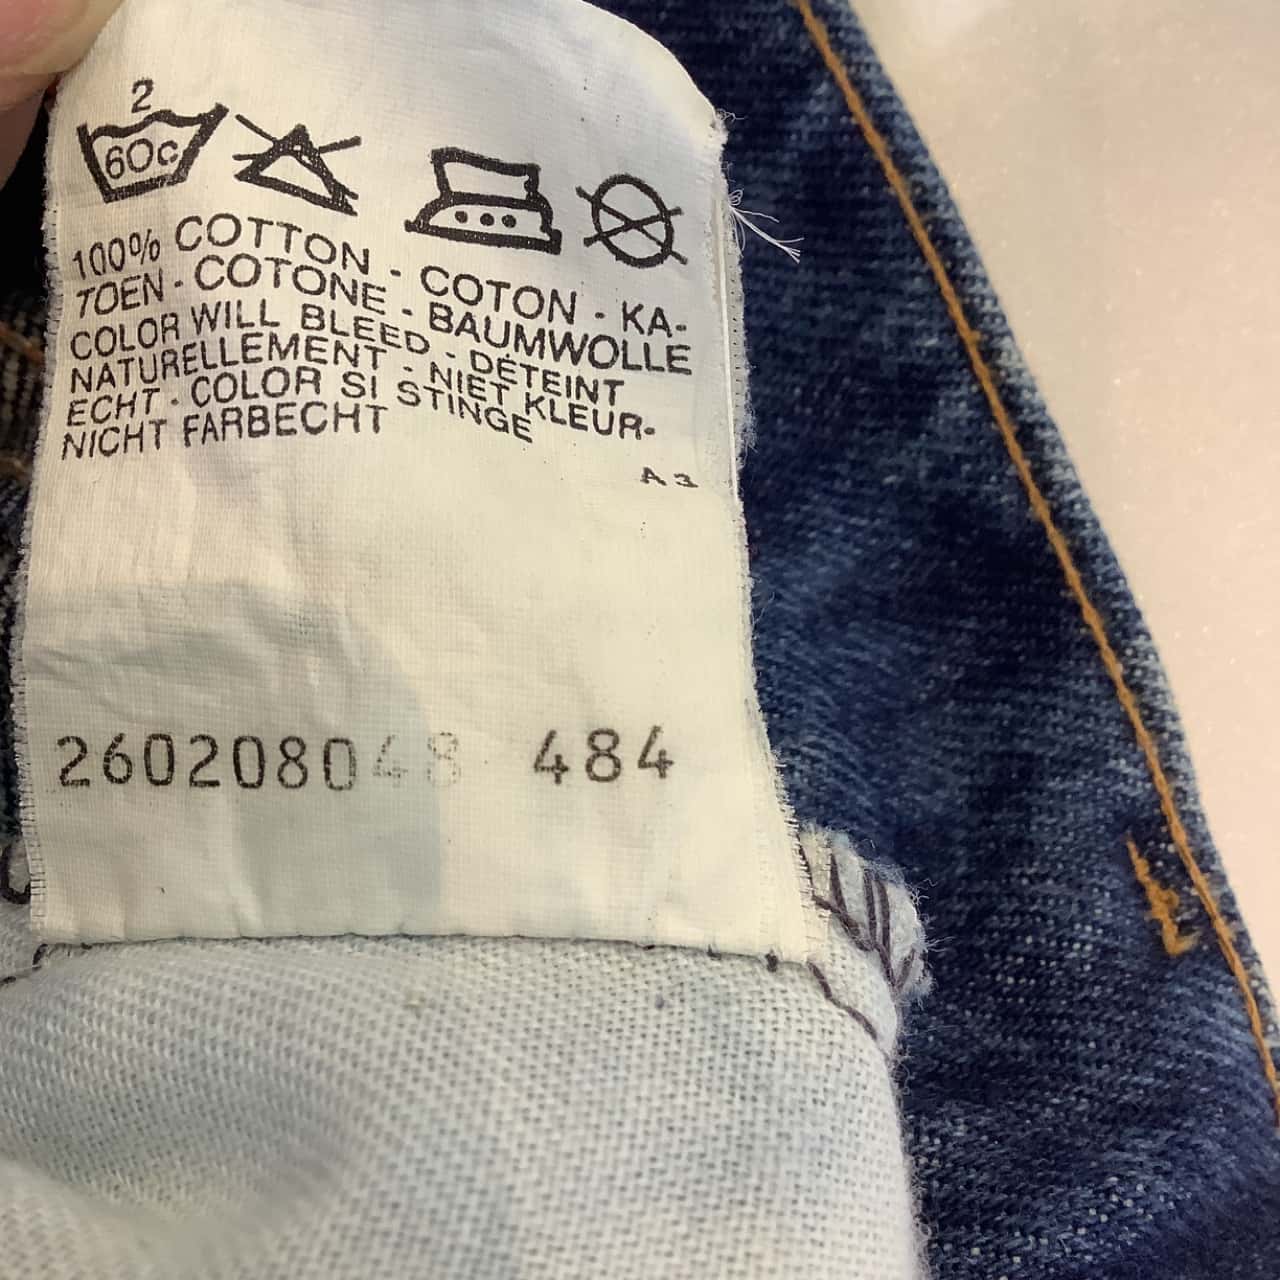 2
60c
100% COTTON - COTON - KA-
TOEN - COTONE - BAUMWOLLE
COLOR WILL BLEED - DÉTEINT
NATURELLEMENT - NIET KLEUR-
ECHT - COLOR SI STINGE
NICHT FARBECHT
A 3
260208048 484